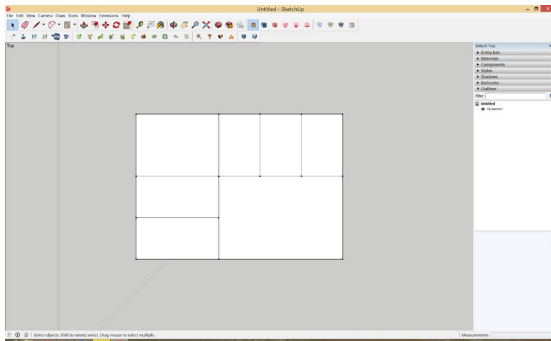 Untitled - SketchUp
File Edit View Camera Draw Tools Window Extensions Help
Top
Default Tray
Entity Info
Materials
Components
Styles
Shadows
Instructor
Outliner
Filter:
Untitled
Select objects. Shift to extend select. Drag mouse to select multiple.
Measurements